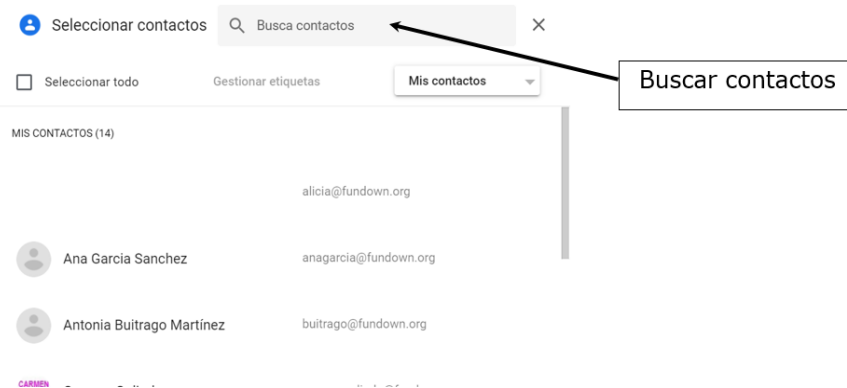 Seleccionar contactos
Busca contactos
Buscar contactos
Seleccionar todo
Gestionar etiquetas
Mis contactos
MIS CONTACTOS (14)
alicia@fundown.org
Ana Garcia Sanchez
anagarcia@fundown.org
Antonia Buitrago Martínez
buitrago@fundown.org
CARMEN